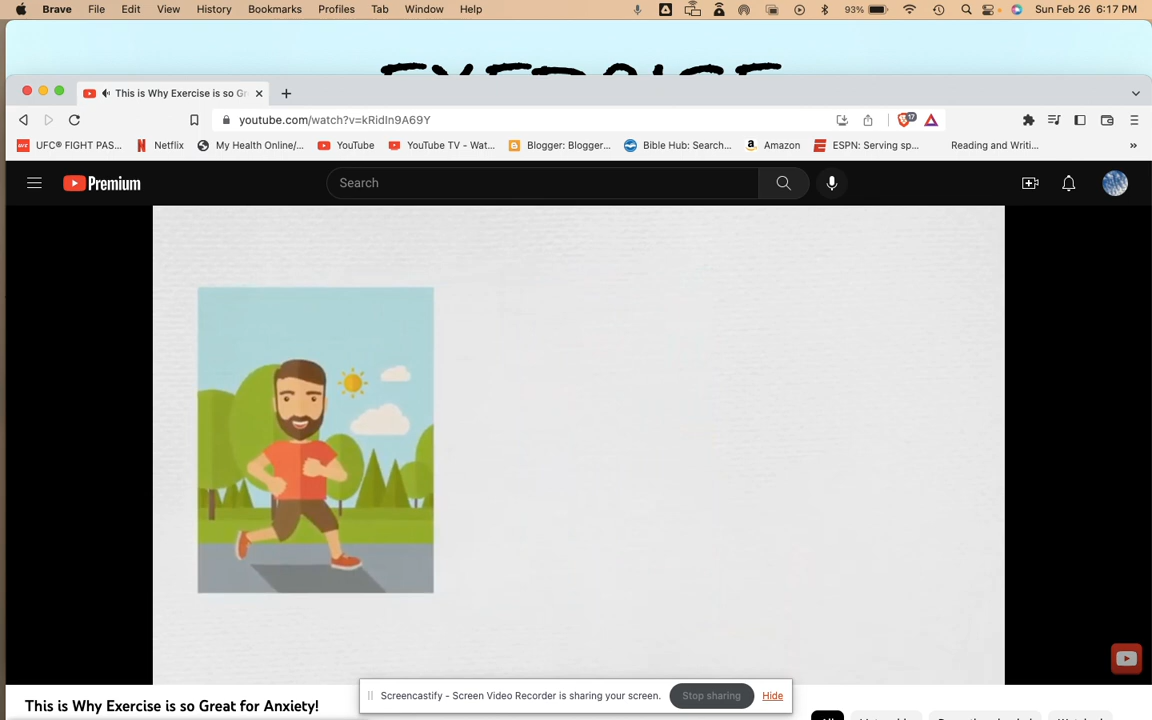 Brave File Edit View History Bookmarks Profiles Tab Window Help 93% Sun Feb 26 6:17 PM
EXERCISE
This is Why Exercise is so Gr
youtube.com/watch?v=kRidIn9A69Y 17
UFC® FIGHT PAS... Netflix My Health Online/... YouTube YouTube TV - Wat... Blogger: Blogger... Bible Hub: Search... Amazon ESPN: Serving sp... Reading and Writi... »
Premium Search
Screencastify - Screen Video Recorder is sharing your screen. Stop sharing Hide
This is Why Exercise is so Great for Anxiety!